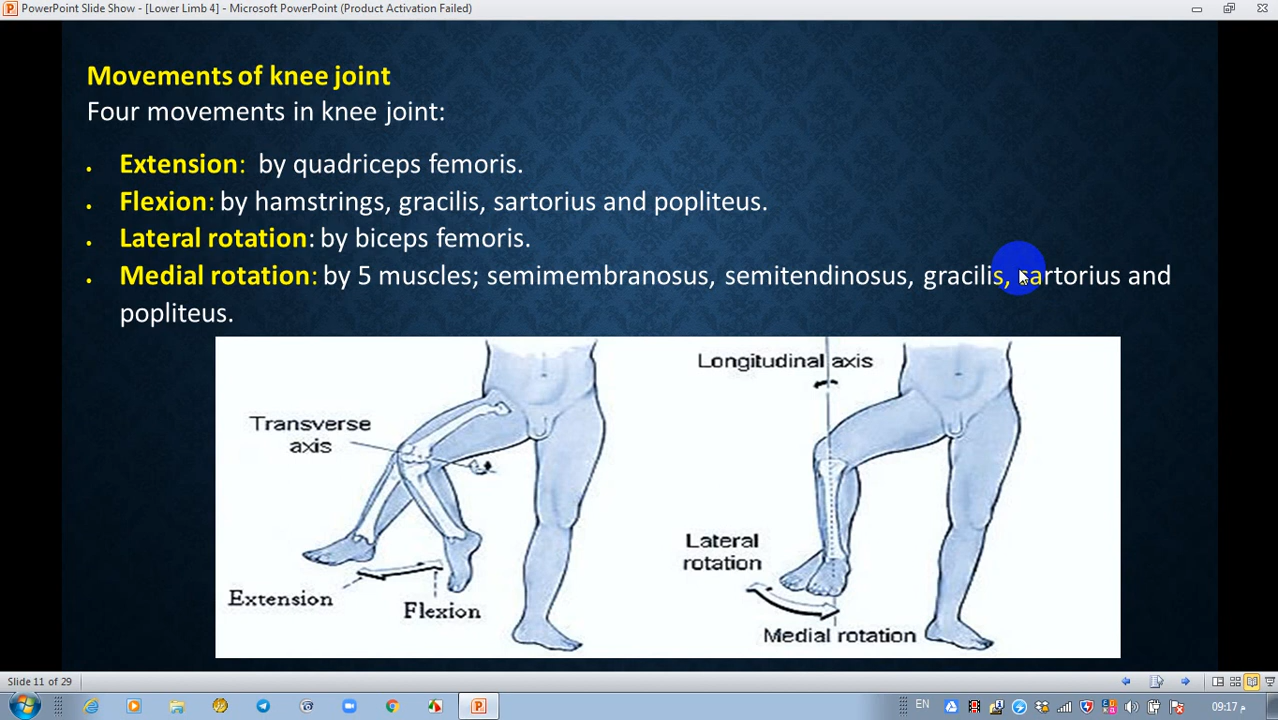 PowerPoint Slide Show - [Lower Limb 4] - Microsoft PowerPoint (Product Activation Failed)
Movements of knee joint
Four movements in knee joint:
• Extension: by quadriceps femoris.
• Flexion: by hamstrings, gracilis, sartorius and popliteus.
• Lateral rotation: by biceps femoris.
• Medial rotation: by 5 muscles; semimembranosus, semitendinosus, gracilis, sartorius and
popliteus.
Transverse
axis
Extension
Flexion
Longitudinal axis
Lateral
rotation
Medial rotation
Slide 11 of 29
EN
09:17 م